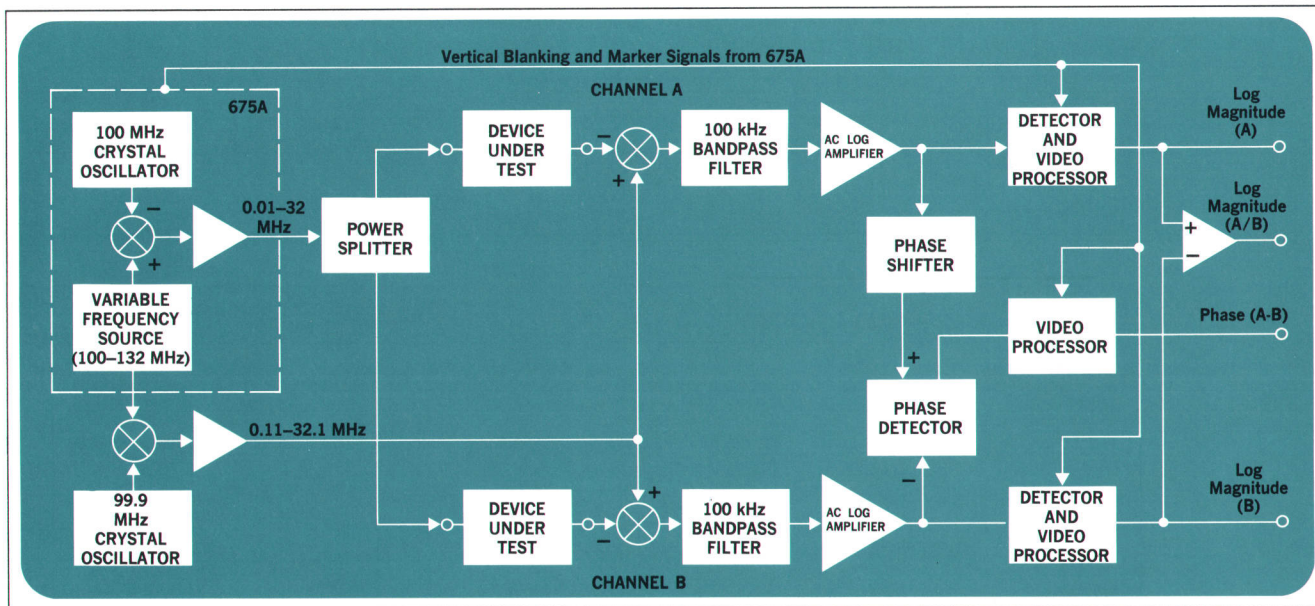 Vertical Blanking and Marker Signals from 675A
CHANNEL A
675A
100 MHz
CRYSTAL
OSCILLATOR
−
+
VARIABLE
FREQUENCY
SOURCE
(100–132 MHz)
0.01–32
MHz
99.9
MHz
CRYSTAL
OSCILLATOR
0.11–32.1 MHz
POWER
SPLITTER
DEVICE
UNDER
TEST
−
+
100 kHz
BANDPASS
FILTER
AC LOG
AMPLIFIER
DETECTOR
AND
VIDEO
PROCESSOR
Log
Magnitude
(A)
+
−
Log
Magnitude
(A/B)
PHASE
SHIFTER
+
PHASE
DETECTOR
−
VIDEO
PROCESSOR
Phase (A-B)
DEVICE
UNDER
TEST
+
−
100 kHz
BANDPASS
FILTER
AC LOG
AMPLIFIER
DETECTOR
AND
VIDEO
PROCESSOR
Log
Magnitude
(B)
CHANNEL B